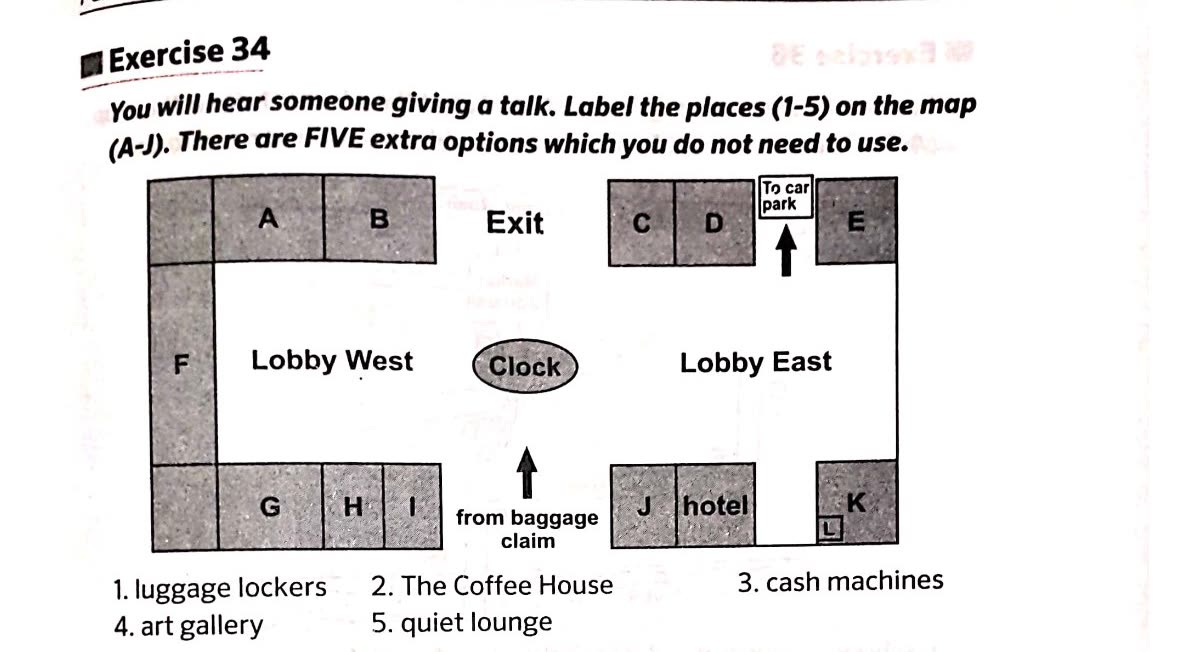 Exercise 34
You will hear someone giving a talk. Label the places (1-5) on the map
(A-J). There are FIVE extra options which you do not need to use.
A
B
Exit
C
D
To car
park
E
F
Lobby West
Clock
Lobby East
G
H
I
from baggage
claim
J
hotel
K
L
1. luggage lockers 2. The Coffee House 3. cash machines
4. art gallery 5. quiet lounge